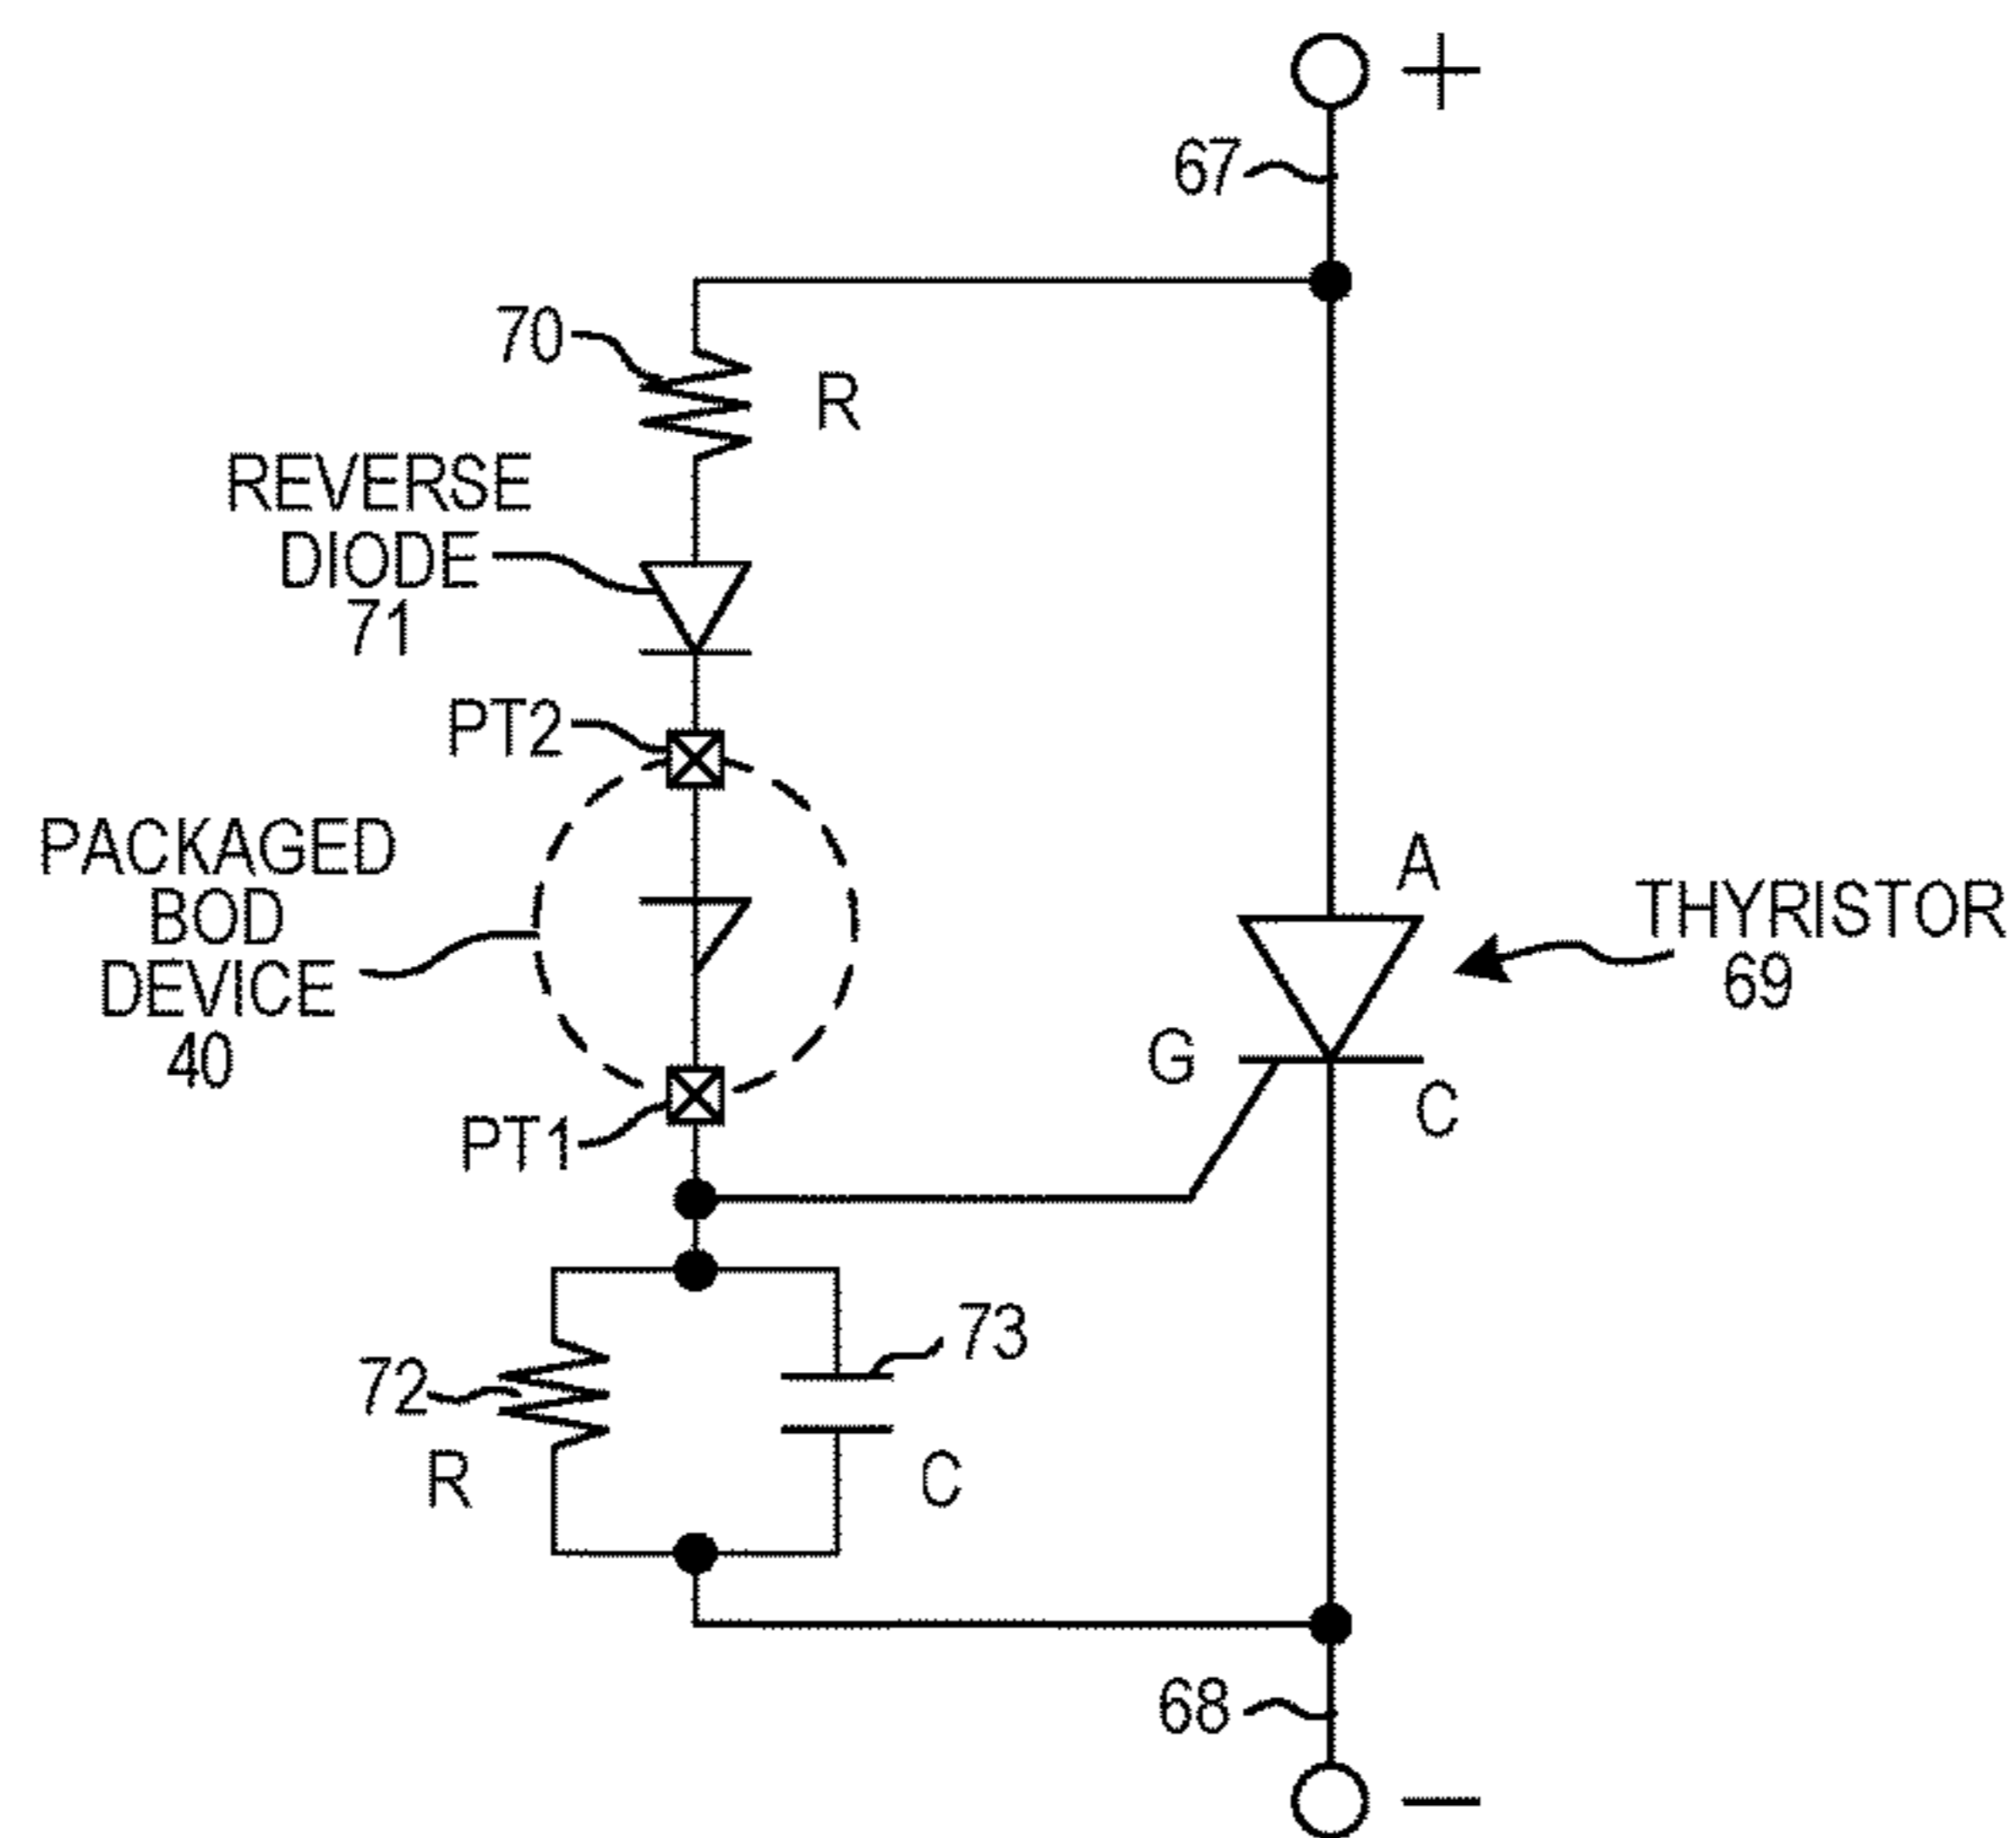 +
67
70
R
REVERSE
DIODE
71
PT2
PACKAGED
BOD
DEVICE
40
A
THYRISTOR
69
G
C
PT1
73
72
R
C
68
–